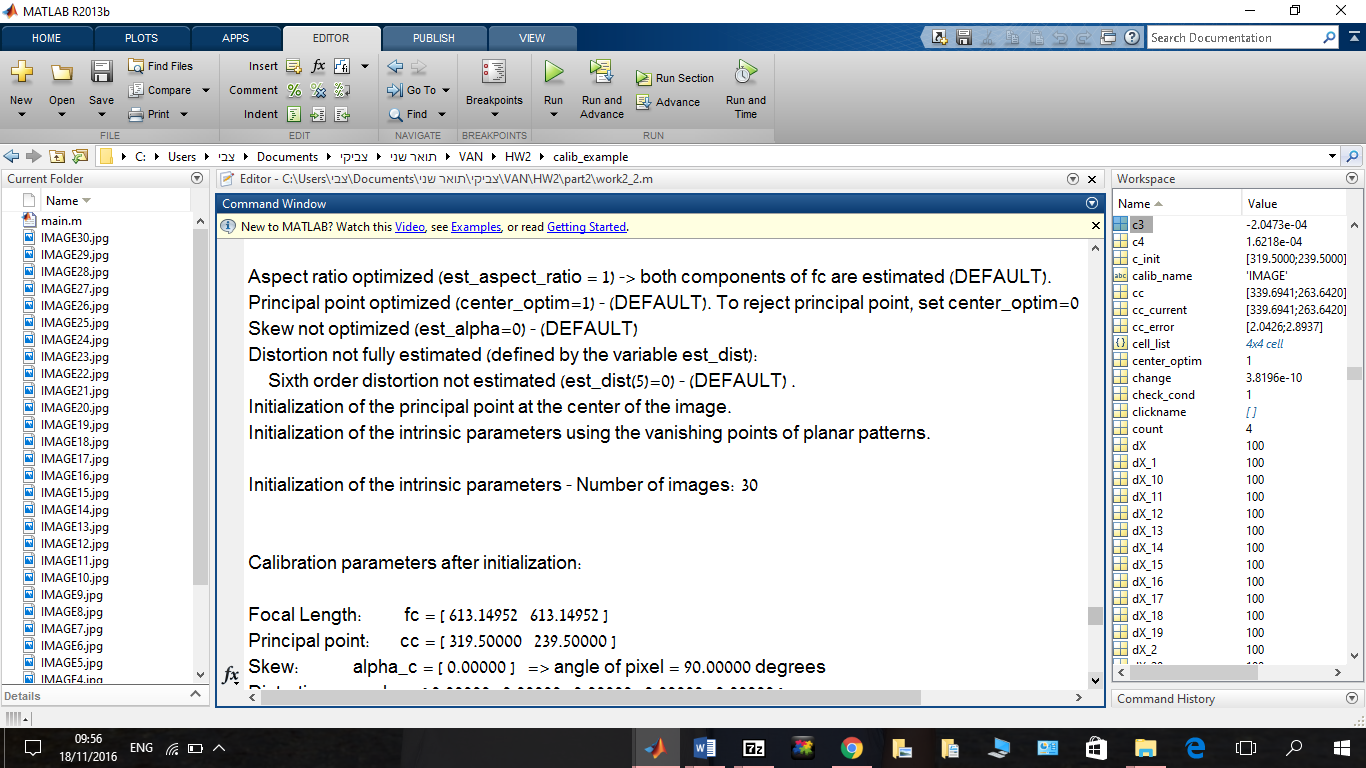 MATLAB R2013b
HOME PLOTS APPS EDITOR PUBLISH VIEW
Search Documentation
New Open Save
Find Files
Compare
Print
FILE
Insert
Comment
Indent
EDIT
Go To
Find
NAVIGATE
Breakpoints
BREAKPOINTS
Run
Run and Advance
Run Section
Advance
Run and Time
RUN
C: Users צבי Documents צביקי תואר שני VAN HW2 calib_example
Current Folder
Name
main.m
IMAGE30.jpg
IMAGE29.jpg
IMAGE28.jpg
IMAGE27.jpg
IMAGE26.jpg
IMAGE25.jpg
IMAGE24.jpg
IMAGE23.jpg
IMAGE22.jpg
IMAGE21.jpg
IMAGE20.jpg
IMAGE19.jpg
IMAGE18.jpg
IMAGE17.jpg
IMAGE16.jpg
IMAGE15.jpg
IMAGE14.jpg
IMAGE13.jpg
IMAGE12.jpg
IMAGE11.jpg
IMAGE10.jpg
IMAGE9.jpg
IMAGE8.jpg
IMAGE7.jpg
IMAGE6.jpg
IMAGE5.jpg
IMAGE4.jpg
Details
Editor - C:\Users\צבי\Documents\צביקי\תואר שני\VAN\HW2\part2\work2_2.m
Command Window
New to MATLAB? Watch this Video, see Examples, or read Getting Started.
Aspect ratio optimized (est_aspect_ratio = 1) -> both components of fc are estimated (DEFAULT).
Principal point optimized (center_optim=1) - (DEFAULT). To reject principal point, set center_optim=0
Skew not optimized (est_alpha=0) - (DEFAULT)
Distortion not fully estimated (defined by the variable est_dist):
Sixth order distortion not estimated (est_dist(5)=0) - (DEFAULT) .
Initialization of the principal point at the center of the image.
Initialization of the intrinsic parameters using the vanishing points of planar patterns.
Initialization of the intrinsic parameters - Number of images: 30
Calibration parameters after initialization:
Focal Length: fc = [ 613.14952 613.14952 ]
Principal point: cc = [ 319.50000 239.50000 ]
Skew: alpha_c = [ 0.00000 ] => angle of pixel = 90.00000 degrees
fx
Workspace
Name Value
c3 -2.0473e-04
c4 1.6218e-04
c_init [319.5000;239.5000]
calib_name 'IMAGE'
cc [339.6941;263.6420]
cc_current [339.6941;263.6420]
cc_error [2.0426;2.8937]
cell_list 4x4 cell
center_optim 1
change 3.8196e-10
check_cond 1
clickname [ ]
count 4
dX 100
dX_1 100
dX_10 100
dX_11 100
dX_12 100
dX_13 100
dX_14 100
dX_15 100
dX_16 100
dX_17 100
dX_18 100
dX_19 100
dX_2 100
Command History
09:56
18/11/2016
ENG